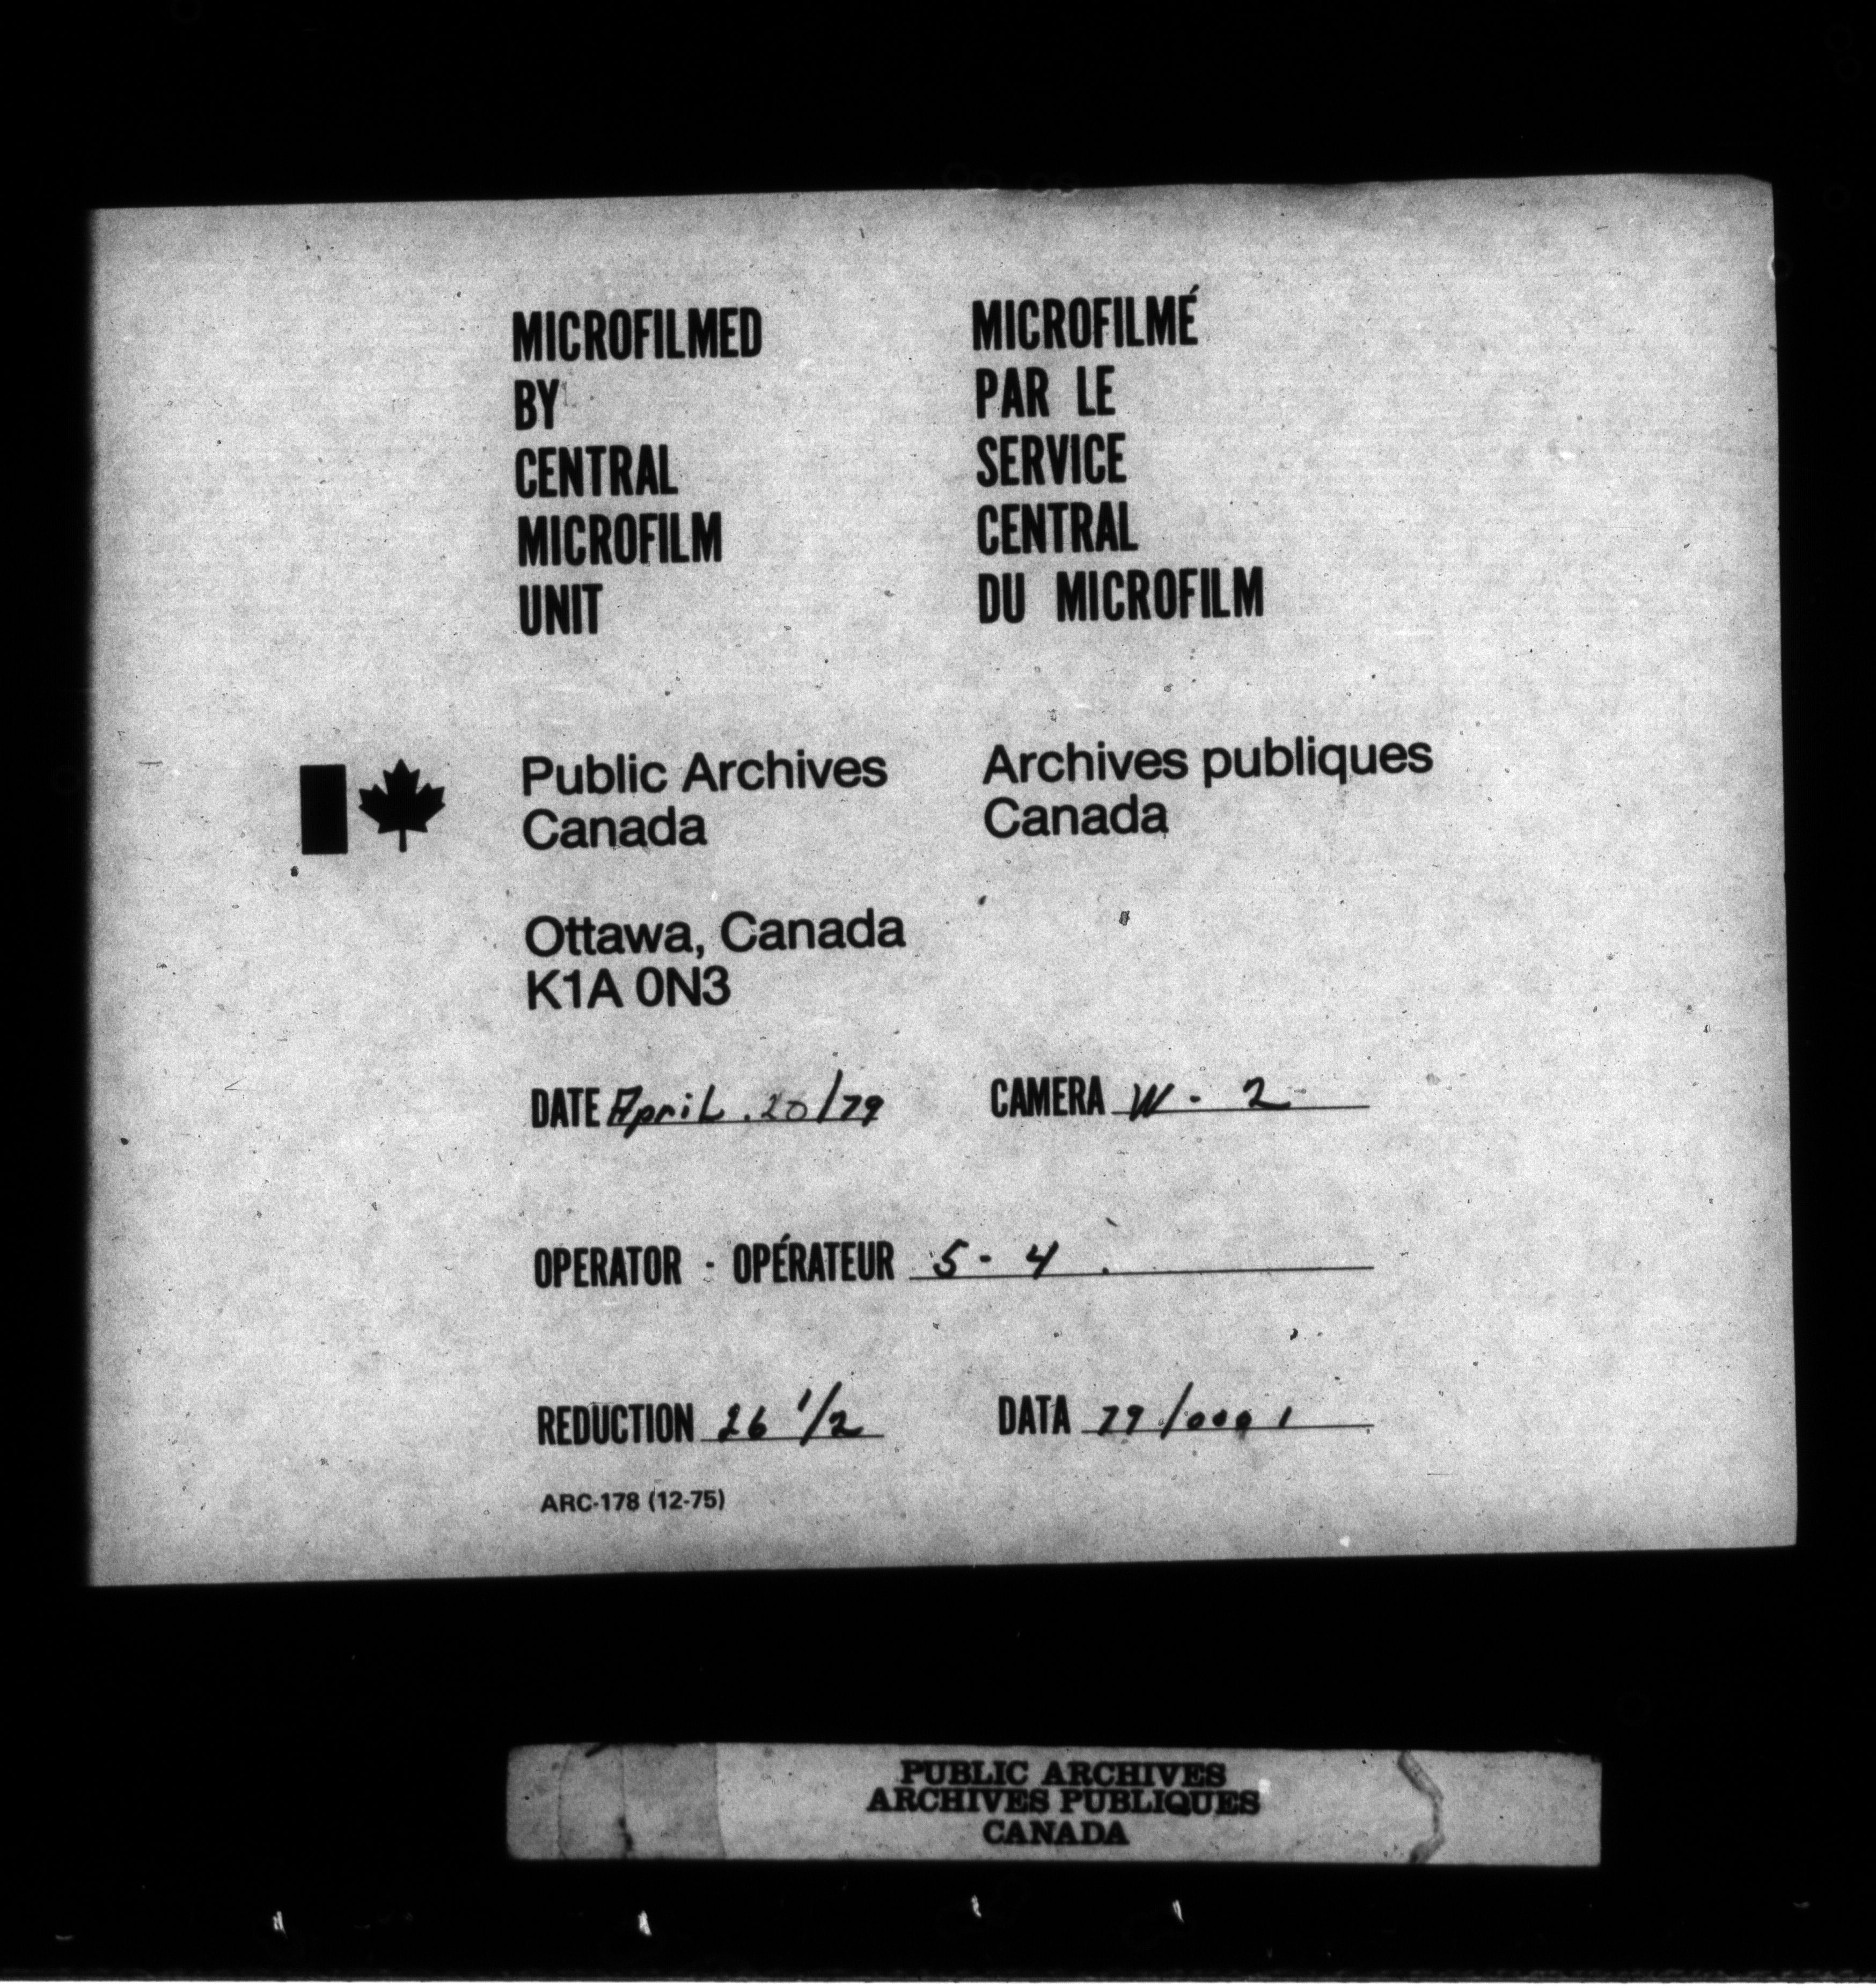 MICROFILMED
BY
CENTRAL
MICROFILM
UNIT
MICROFILMÉ
PAR LE
SERVICE
CENTRAL
DU MICROFILM
Public Archives
Canada
Archives publiques
Canada
Ottawa, Canada
K1A 0N3
DATE April . 20/79
CAMERA W - 2
OPERATOR - OPÉRATEUR 5 - 4 .
REDUCTION 26 1/2
DATA 79/0001
ARC-178 (12-75)
PUBLIC ARCHIVES
ARCHIVES PUBLIQUES
CANADA